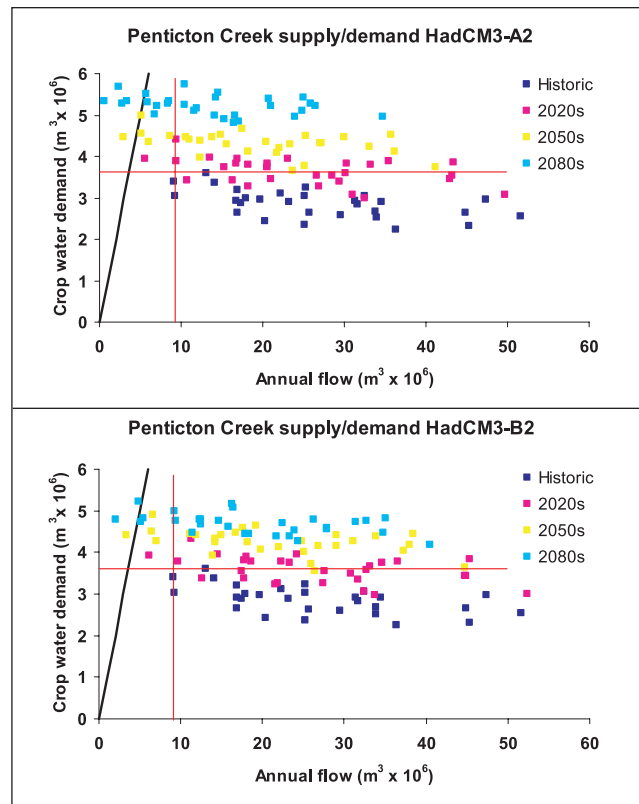 Penticton Creek supply/demand HadCM3-A2
Crop water demand (m³ x 10⁶)
6
5
4
3
2
1
0
0 10 20 30 40 50 60
Annual flow (m³ x 10⁶)
Historic
2020s
2050s
2080s
Penticton Creek supply/demand HadCM3-B2
Crop water demand (m³ x 10⁶)
6
5
4
3
2
1
0
0 10 20 30 40 50 60
Annual flow (m³ x 10⁶)
Historic
2020s
2050s
2080s